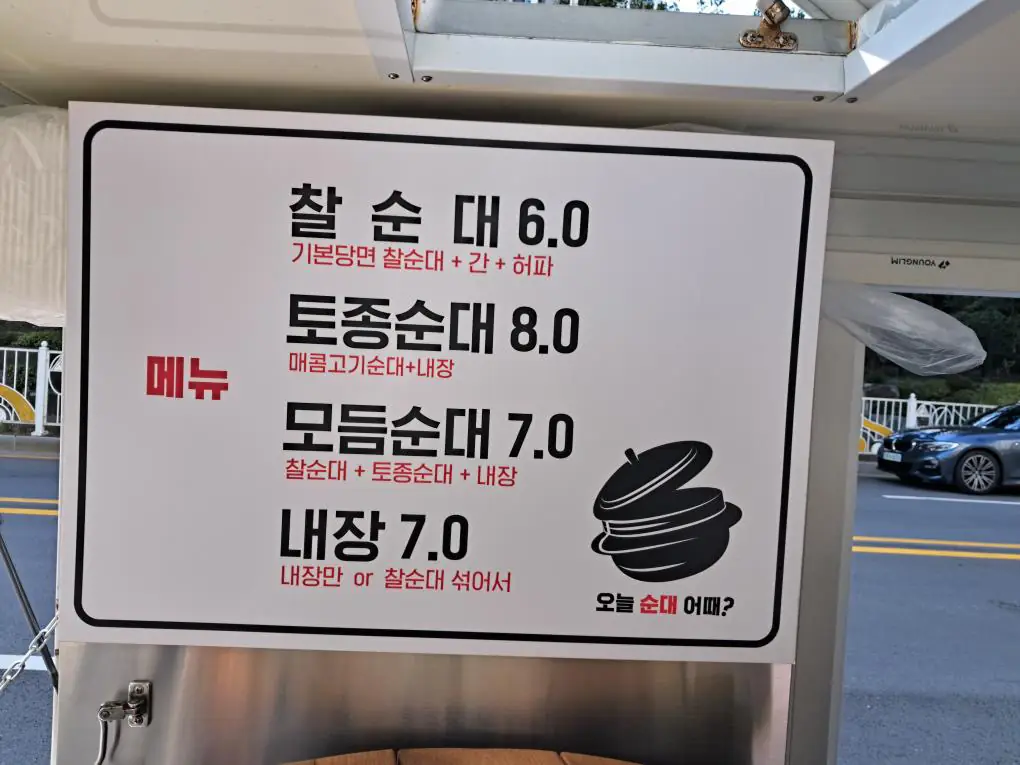 찰 순 대 6.0
기본당면 찰순대 + 간 + 허파
토종순대 8.0
매콤고기순대+내장
메뉴
모듬순대 7.0
찰순대 + 토종순대 + 내장
내장 7.0
내장만 or 찰순대 섞어서
오늘 순대 어때?
YOUNGLIM